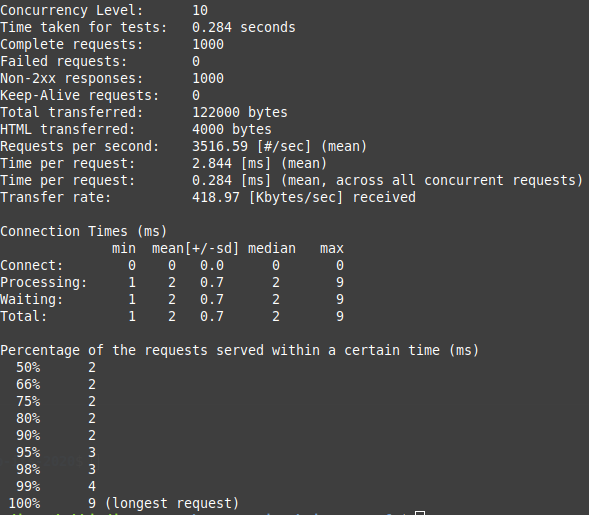 Concurrency Level:      10
Time taken for tests:   0.284 seconds
Complete requests:      1000
Failed requests:        0
Non-2xx responses:      1000
Keep-Alive requests:    0
Total transferred:      122000 bytes
HTML transferred:       4000 bytes
Requests per second:    3516.59 [#/sec] (mean)
Time per request:       2.844 [ms] (mean)
Time per request:       0.284 [ms] (mean, across all concurrent requests)
Transfer rate:          418.97 [Kbytes/sec] received

Connection Times (ms)
              min  mean[+/-sd] median   max
Connect:        0    0   0.0      0       0
Processing:     1    2   0.7      2       9
Waiting:        1    2   0.7      2       9
Total:          1    2   0.7      2       9

Percentage of the requests served within a certain time (ms)
  50%      2
  66%      2
  75%      2
  80%      2
  90%      2
  95%      3
  98%      3
  99%      4
 100%      9 (longest request)